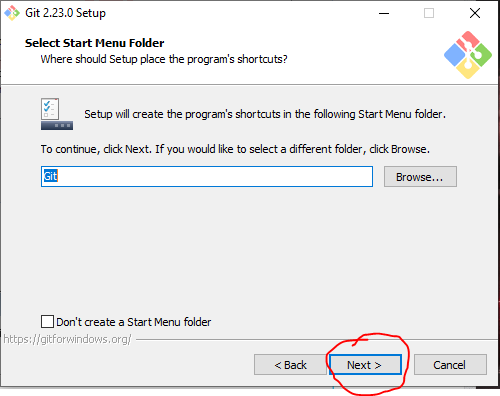 Git 2.23.0 Setup
Select Start Menu Folder
Where should Setup place the program's shortcuts?
Setup will create the program's shortcuts in the following Start Menu folder.
To continue, click Next. If you would like to select a different folder, click Browse.
Git
Browse...
Don't create a Start Menu folder
https://gitforwindows.org/
< Back
Next >
Cancel